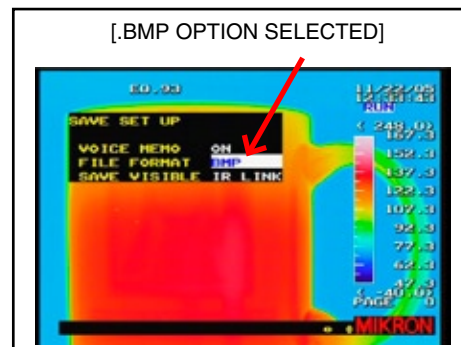 [.BMP OPTION SELECTED]
E0.93
11/22/05
RUN
SAVE SET UP
VOICE MEMO ON
FILE FORMAT BMP
SAVE VISIBLE IR LINK
< 248.0>
167.3
152.3
137.3
122.3
107.3
92.3
77.3
62.3
47.3
< -40.0>
PAGE 0
MIKRON